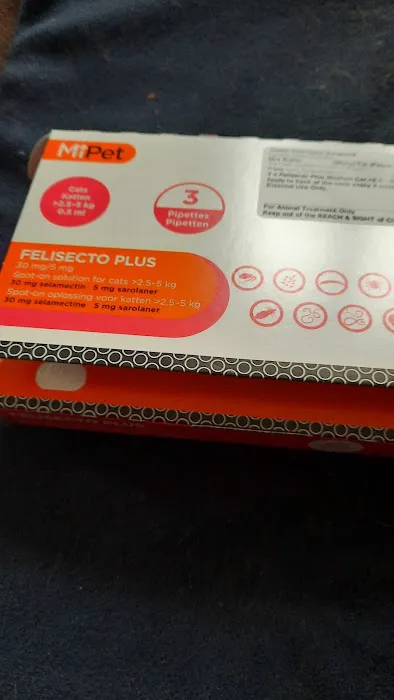 MiPet
Cats
Katten
>2.5-5 kg
0.5 ml
3
Pipettes
Pipetten
For Animal Treatment Only
Keep out of the REACH & SIGHT of
FELISECTO PLUS
30 mg/5 mg
Spot-on solution for cats >2.5-5 kg
30 mg selamectin 5 mg sarolaner
Spot-on oplossing voor katten >2.5-5 kg
30 mg selamectine 5 mg sarolaner